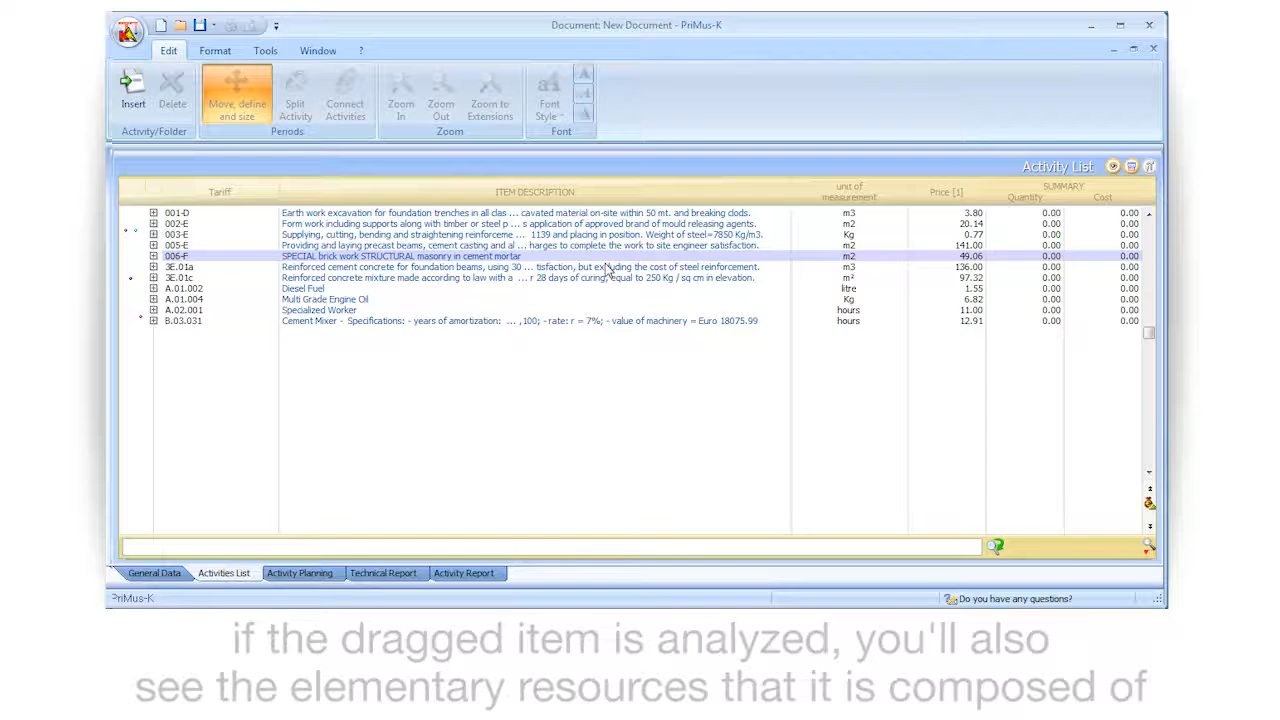 Document: New Document - PriMus-K
Edit Format Tools Window ?
Insert Delete Move, define and size Split Activity Connect Activities Zoom In Zoom Out Zoom to Extensions Font Style
Activity/Folder Periods Zoom Font
Activity List
Tariff ITEM DESCRIPTION unit of measurement Price [1] SUMMARY Quantity Cost
001-D Earth work excavation for foundation trenches in all clas ... cavated material on-site within 50 mt. and breaking clods. m3 3.80 0.00 0.00
002-E Form work including supports along with timber or steel p ... s application of approved brand of mould releasing agents. m2 20.14 0.00 0.00
003-E Supplying, cutting, bending and straightening reinforceme ... 1139 and placing in position. Weight of steel=7850 Kg/m3. Kg 0.77 0.00 0.00
005-E Providing and laying precast beams, cement casting and al ... harges to complete the work to site engineer satisfaction. m2 141.00 0.00 0.00
006-F SPECIAL brick work STRUCTURAL masonry in cement mortar m2 49.06 0.00 0.00
3E.01a Reinforced cement concrete for foundation beams, using 30 ... tisfaction, but excluding the cost of steel reinforcement. m3 136.00 0.00 0.00
3E.01c Reinforced concrete mixture made according to law with a ... r 28 days of curing, equal to 250 Kg / sq cm in elevation. m² 97.32 0.00 0.00
A.01.002 Diesel Fuel litre 1.55 0.00 0.00
A.01.004 Multi Grade Engine Oil Kg 6.82 0.00 0.00
A.02.001 Specialized Worker hours 11.00 0.00 0.00
B.03.031 Cement Mixer - Specifications: - years of amortization: ... ,100; - rate: r = 7%; - value of machinery = Euro 18075.99 hours 12.91 0.00 0.00
General Data Activities List Activity Planning Technical Report Activity Report
PriMus-K Do you have any questions?
if the dragged item is analyzed, you'll also
see the elementary resources that it is composed of